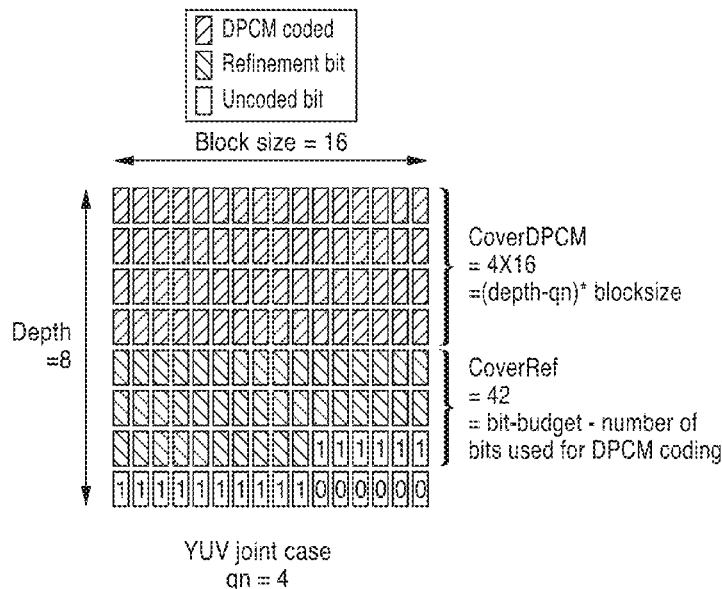 DPCM coded
Refinement bit
Uncoded bit
Block size = 16
Depth
=8
CoverDPCM
= 4X16
=(depth-qn)* blocksize
CoverRef
= 42
= bit-budget - number of
bits used for DPCM coding
1 1 1 1 1 1
1 1 1 1 1 1 1 1 1 1 0 0 0 0 0 0
YUV joint case
qn = 4